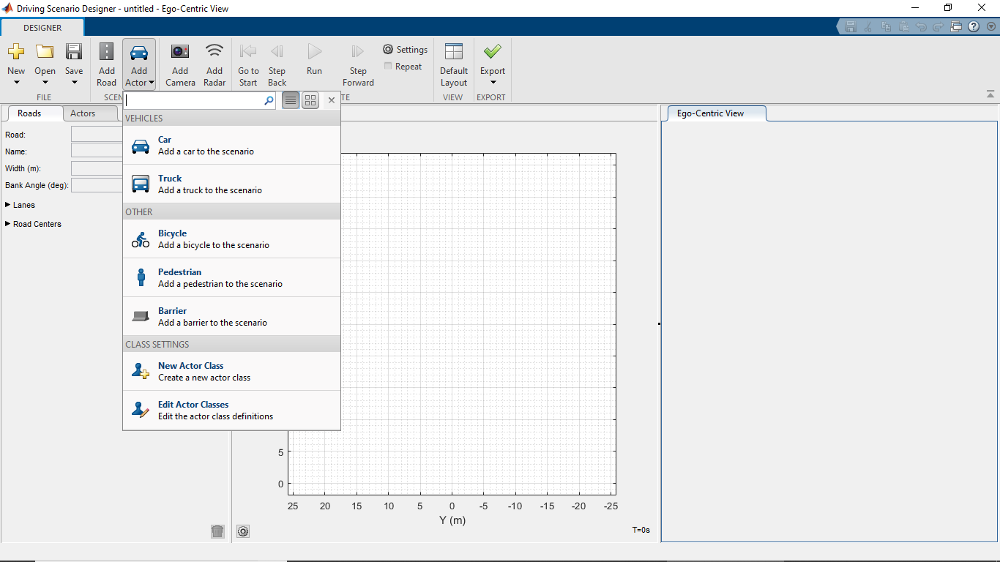 Driving Scenario Designer - untitled - Ego-Centric View
DESIGNER
New
Open
Save
Add Road
Add Actor
Add Camera
Add Radar
Go to Start
Step Back
Run
Step Forward
Settings
Repeat
Default Layout
Export
FILE
SCEN
TE
VIEW
EXPORT
Roads
Actors
Road:
Name:
Width (m):
Bank Angle (deg):
Lanes
Road Centers
VEHICLES
Car
Add a car to the scenario
Truck
Add a truck to the scenario
OTHER
Bicycle
Add a bicycle to the scenario
Pedestrian
Add a pedestrian to the scenario
Barrier
Add a barrier to the scenario
CLASS SETTINGS
New Actor Class
Create a new actor class
Edit Actor Classes
Edit the actor class definitions
5
0
25 20 15 10 5 0 -5 -10 -15 -20 -25
Y (m)
T=0s
Ego-Centric View